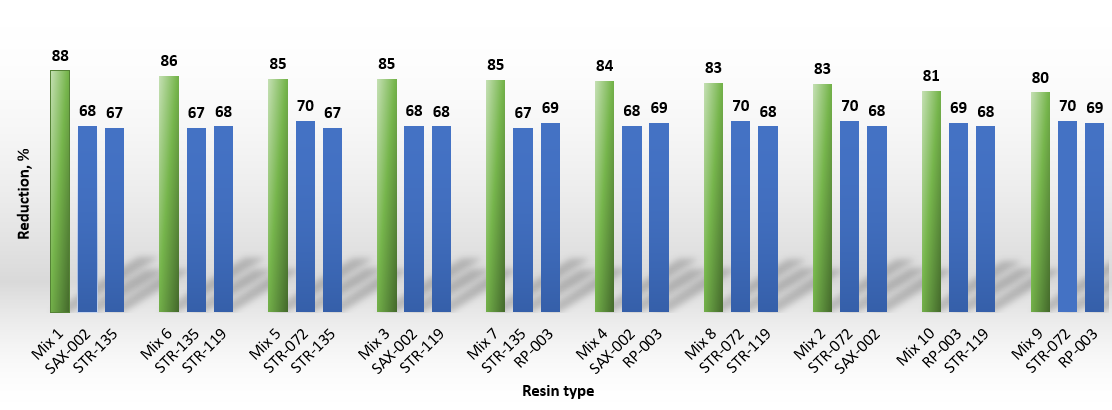 88
68
67
86
67
68
85
70
67
85
68
68
85
67
69
84
68
69
83
70
68
83
70
68
81
69
68
80
70
69
Reduction, %
Mix 1
SAX-002
STR-135
Mix 6
STR-135
STR-119
Mix 5
STR-072
STR-135
Mix 3
SAX-002
STR-119
Mix 7
STR-135
RP-003
Mix 4
SAX-002
RP-003
Mix 8
STR-072
STR-119
Mix 2
STR-072
SAX-002
Mix 10
RP-003
STR-119
Mix 9
STR-072
RP-003
Resin type